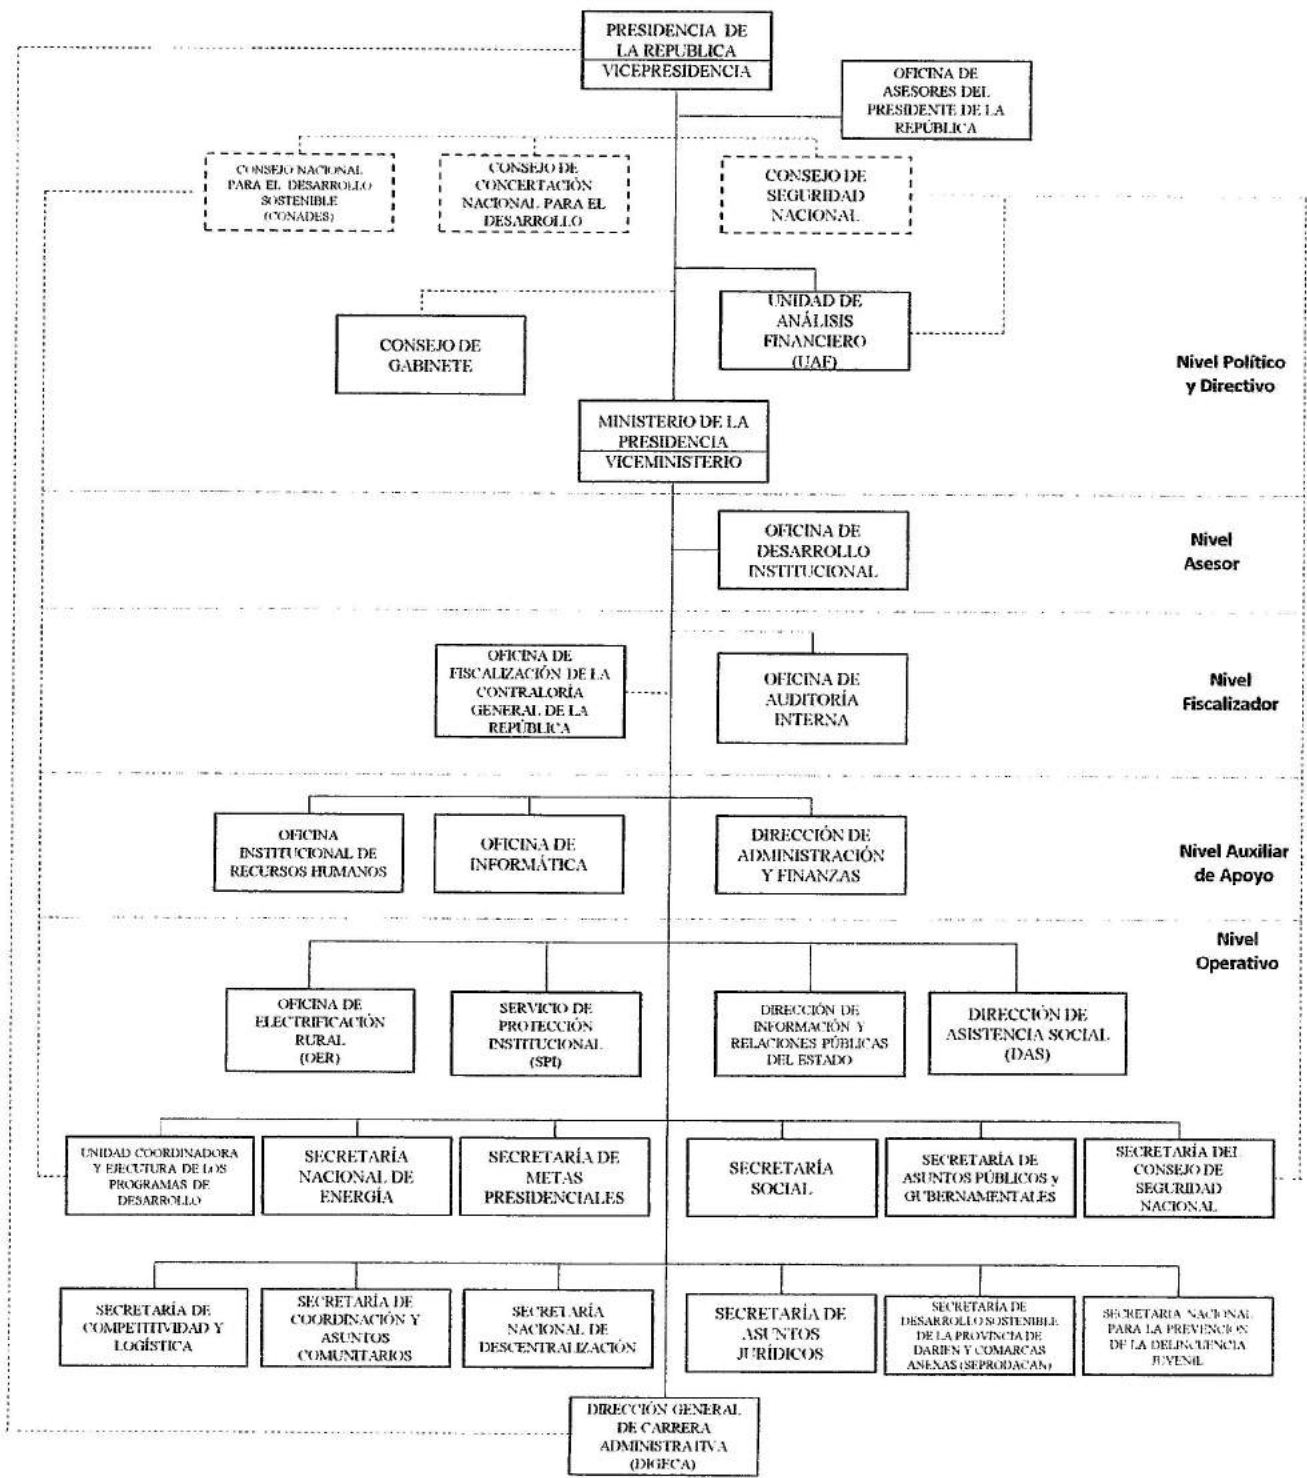 PRESIDENCIA DE
LA REPÚBLICA
VICEPRESIDENCIA
OFICINA DE
ASESORES DEL
PRESIDENTE DE LA
REPÚBLICA
CONSEJO NACIONAL
PARA EL DESARROLLO
SOSTENIBLE
(CONADES)
CONSEJO DE
CONCERTACIÓN
NACIONAL PARA EL
DESARROLLO
CONSEJO DE
SEGURIDAD
NACIONAL
UNIDAD DE
ANÁLISIS
FINANCIERO
(UAF)
CONSEJO DE
GABINETE
Nivel Político
y Directivo
MINISTERIO DE LA
PRESIDENCIA
VICEMINISTERIO
OFICINA DE
DESARROLLO
INSTITUCIONAL
Nivel
Asesor
OFICINA DE
FISCALIZACIÓN DE LA
CONTRALORÍA
GENERAL DE LA
REPÚBLICA
OFICINA DE
AUDITORÍA
INTERNA
Nivel
Fiscalizador
OFICINA
INSTITUCIONAL DE
RECURSOS HUMANOS
OFICINA DE
INFORMÁTICA
DIRECCIÓN DE
ADMINISTRACIÓN
Y FINANZAS
Nivel Auxiliar
de Apoyo
Nivel
Operativo
OFICINA DE
ELECTRIFICACIÓN
RURAL
(OER)
SERVICIO DE
PROTECCIÓN
INSTITUCIONAL
(SPI)
DIRECCIÓN DE
INFORMACIÓN Y
RELACIONES PÚBLICAS
DEL ESTADO
DIRECCIÓN DE
ASISTENCIA SOCIAL
(DAS)
UNIDAD COORDINADORA
Y EJECUTURA DE LOS
PROGRAMAS DE
DESARROLLO
SECRETARÍA
NACIONAL DE
ENERGÍA
SECRETARÍA DE
METAS
PRESIDENCIALES
SECRETARÍA
SOCIAL
SECRETARÍA DE
ASUNTOS PÚBLICOS y
GUBERNAMENTALES
SECRETARÍA DEL
CONSEJO DE
SEGURIDAD
NACIONAL
SECRETARÍA DE
COMPETITIVIDAD Y
LOGÍSTICA
SECRETARÍA DE
COORDINACIÓN Y
ASUNTOS
COMUNITARIOS
SECRETARÍA
NACIONAL DE
DESCENTRALIZACIÓN
SECRETARÍA DE
ASUNTOS
JURÍDICOS
SECRETARÍA DE
DESARROLLO SOSTENIBLE
DE LA PROVINCIA DE
DARIEN Y COMARCAS
ANEXAS (SEPRODACAN)
SECRETARIA NACIONAL
PARA LA PREVENCION
DE LA DELINCUENCIA
JUVENIL
DIRECCIÓN GENERAL
DE CARRERA
ADMINISTRATIVA
(DIGECA)